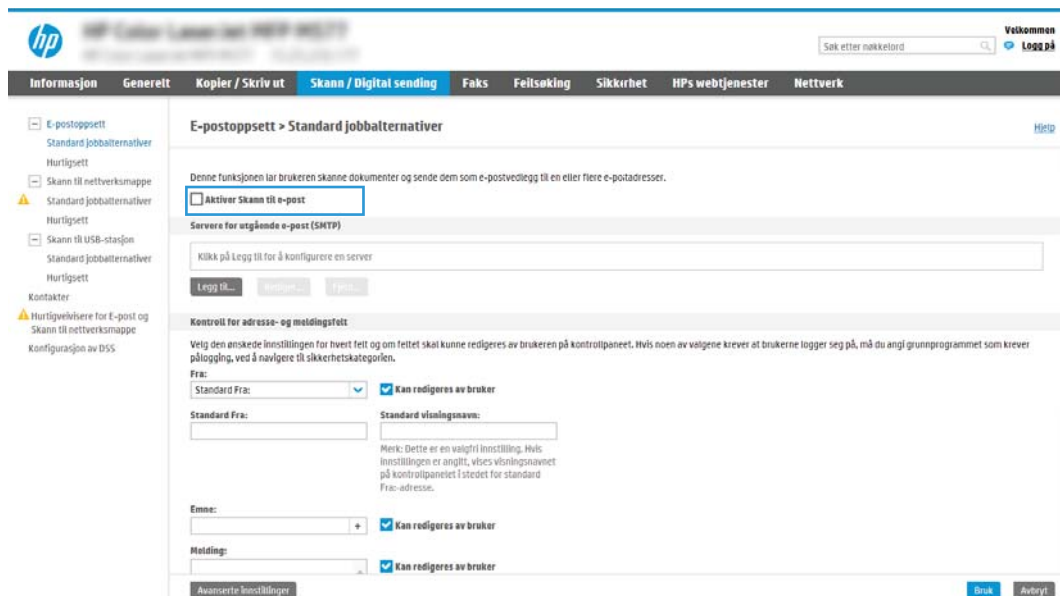 hp
Velkommen
Søk etter nøkkelord
Logg på
Informasjon Generelt Kopier / Skriv ut Skann / Digital sending Faks Feilsøking Sikkerhet HPs webtjenester Nettverk
E-postoppsett
Standard jobbalternativer
Hurtigsett
Skann til nettverksmappe
Standard jobbalternativer
Hurtigsett
Skann til USB-stasjon
Standard jobbalternativer
Hurtigsett
Kontakter
Hurtigveivisere for E-post og
Skann til nettverksmappe
Konfigurasjon av DSS
E-postoppsett > Standard jobbalternativer
Hjelp
Denne funksjonen lar brukeren skanne dokumenter og sende dem som e-postvedlegg til en eller flere e-postadresser.
Aktiver Skann til e-post
Servere for utgående e-post (SMTP)
Klikk på Legg til for å konfigurere en server
Legg til... Rediger... Fjern...
Kontroll for adresse- og meldingsfelt
Velg den ønskede innstillingen for hvert felt og om feltet skal kunne redigeres av brukeren på kontrollpaneet. Hvis noen av valgene krever at brukerne logger seg på, må du angi grunnprogrammet som krever
pålogging, ved å navigere til sikkerhetskategorien.
Fra:
Standard Fra: Kan redigeres av bruker
Standard Fra: Standard visningsnavn:
Merk: Dette er en valgfri innstilling. Hvis
innstillingen er angitt, vises visningsnavnet
på kontrollpanelet i stedet for standard
Fra:-adresse.
Emne:
+ Kan redigeres av bruker
Melding:
Kan redigeres av bruker
Avanserte innstillinger Bruk Avbryt